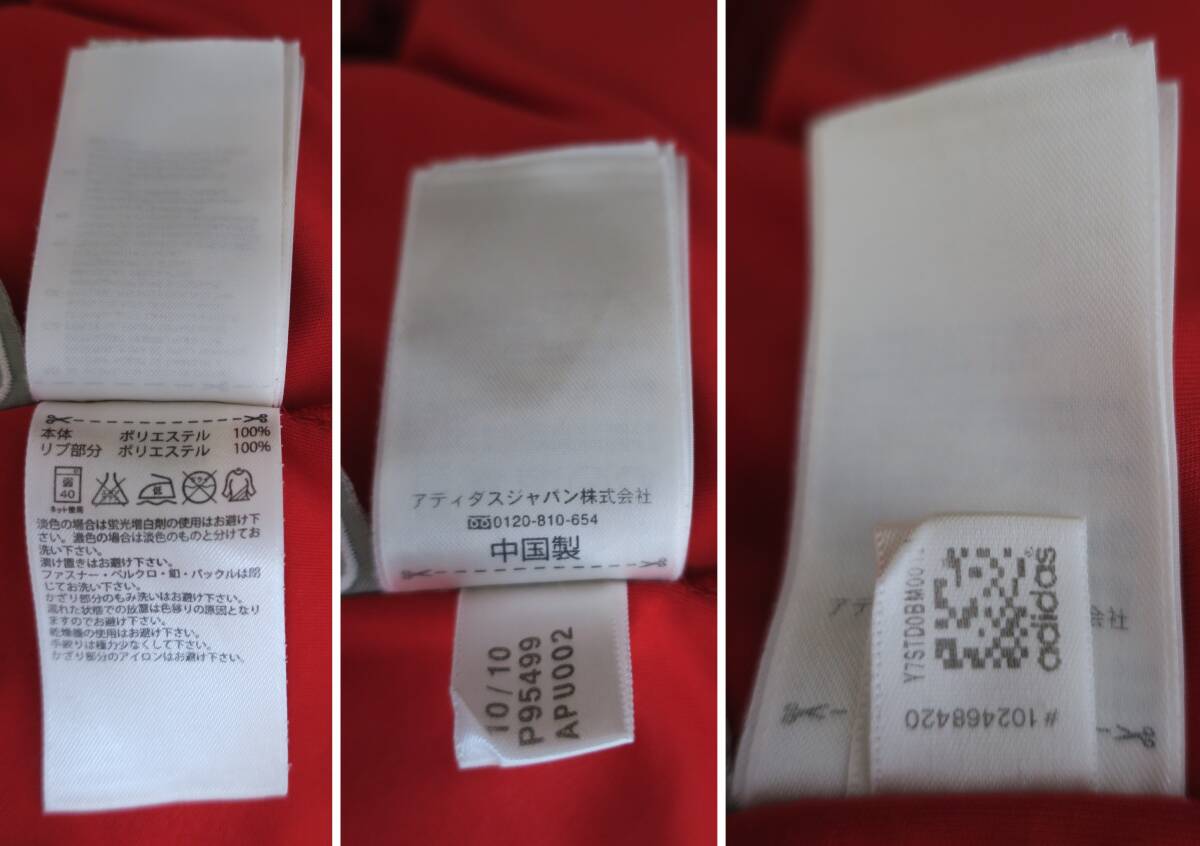 本体 ポリエステル 100%
リブ部分 ポリエステル 100%
弱
40
ネット使用
淡色の場合は蛍光増白剤の使用はお避け下
さい。濃色の場合は淡色のものと分けてお
洗い下さい。
漬け置きはお避け下さい。
ファスナー・ベルクロ・釦・バックルは閉
じてお洗い下さい。
かざり部分のもみ洗いはお避け下さい。
濡れた状態での放置は色移りの原因となり
ますのでお避け下さい。
乾燥機の使用はお避け下さい。
手絞りは極力少なくして下さい。
かざり部分のアイロンはお避け下さい。
アディダスジャパン株式会社
0120-810-654
中国製
10/10
P95499
APU002
アディ
会社
adidas®
#102468420